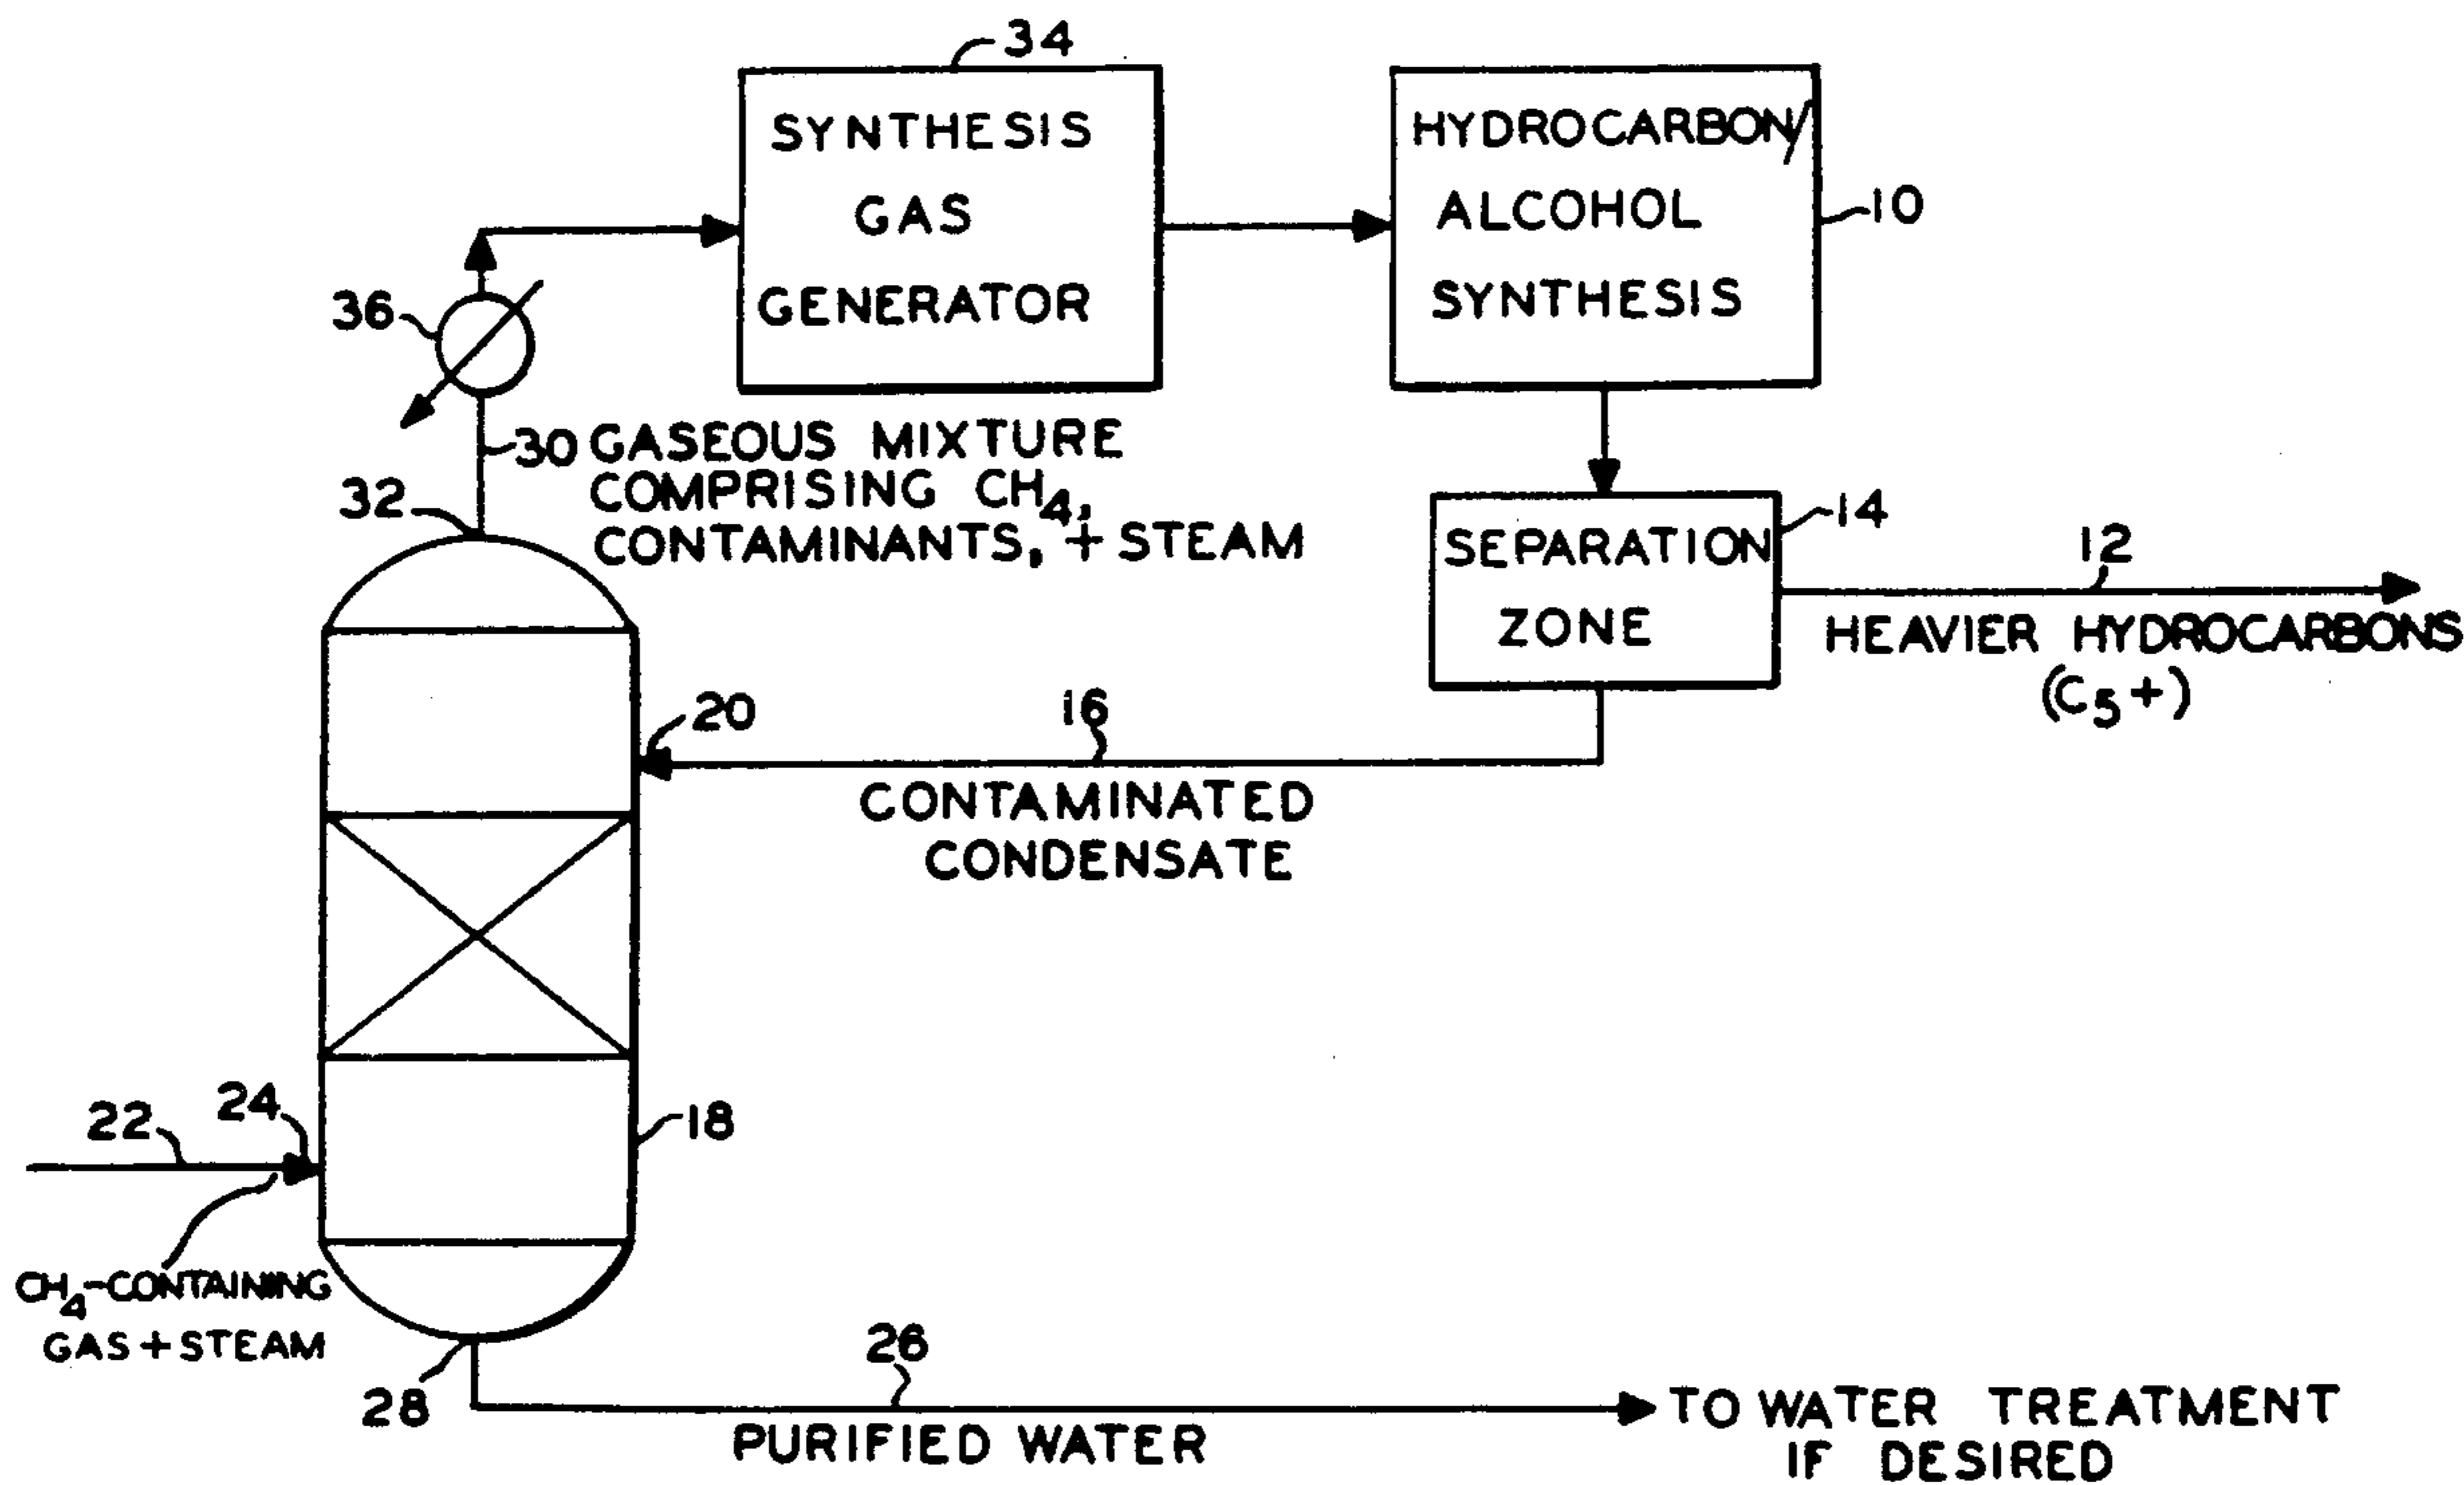 34
SYNTHESIS
GAS
GENERATOR
HYDROCARBON/
ALCOHOL
SYNTHESIS
10
36
30 GASEOUS MIXTURE
COMPRISING CH4,
CONTAMINANTS, + STEAM
32
SEPARATION
ZONE
14
12
HEAVIER HYDROCARBONS
(C5+)
20
16
CONTAMINATED
CONDENSATE
22
24
18
CH4-CONTAINING
GAS + STEAM
28
26
PURIFIED WATER
TO WATER TREATMENT
IF DESIRED